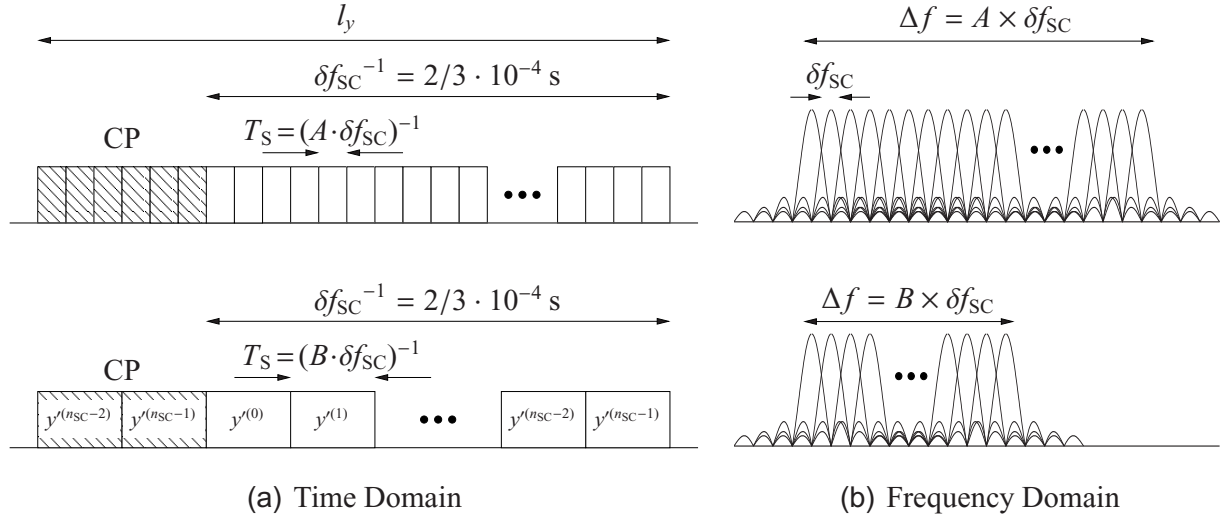 l_y
δf_SC⁻¹ = 2/3 · 10⁻⁴ s
CP
T_S = (A·δf_SC)⁻¹
•••
δf_SC⁻¹ = 2/3 · 10⁻⁴ s
CP
T_S = (B·δf_SC)⁻¹
y′^(n_SC−2) y′^(n_SC−1) y′^(0) y′^(1) ••• y′^(n_SC−2) y′^(n_SC−1)
(a) Time Domain
Δf = A × δf_SC
δf_SC
•••
Δf = B × δf_SC
•••
(b) Frequency Domain